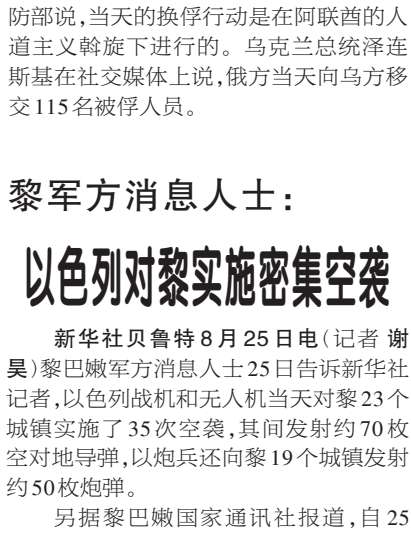 防部说,当天的换俘行动是在阿联酋的人
道主义斡旋下进行的。乌克兰总统泽连
斯基在社交媒体上说,俄方当天向乌方移
交115名被俘人员。
黎军方消息人士:
以色列对黎实施密集空袭
新华社贝鲁特8月25日电(记者 谢
昊)黎巴嫩军方消息人士25日告诉新华社
记者,以色列战机和无人机当天对黎23个
城镇实施了35次空袭,其间发射约70枚
空对地导弹,以炮兵还向黎19个城镇发射
约50枚炮弹。
另据黎巴嫩国家通讯社报道,自25